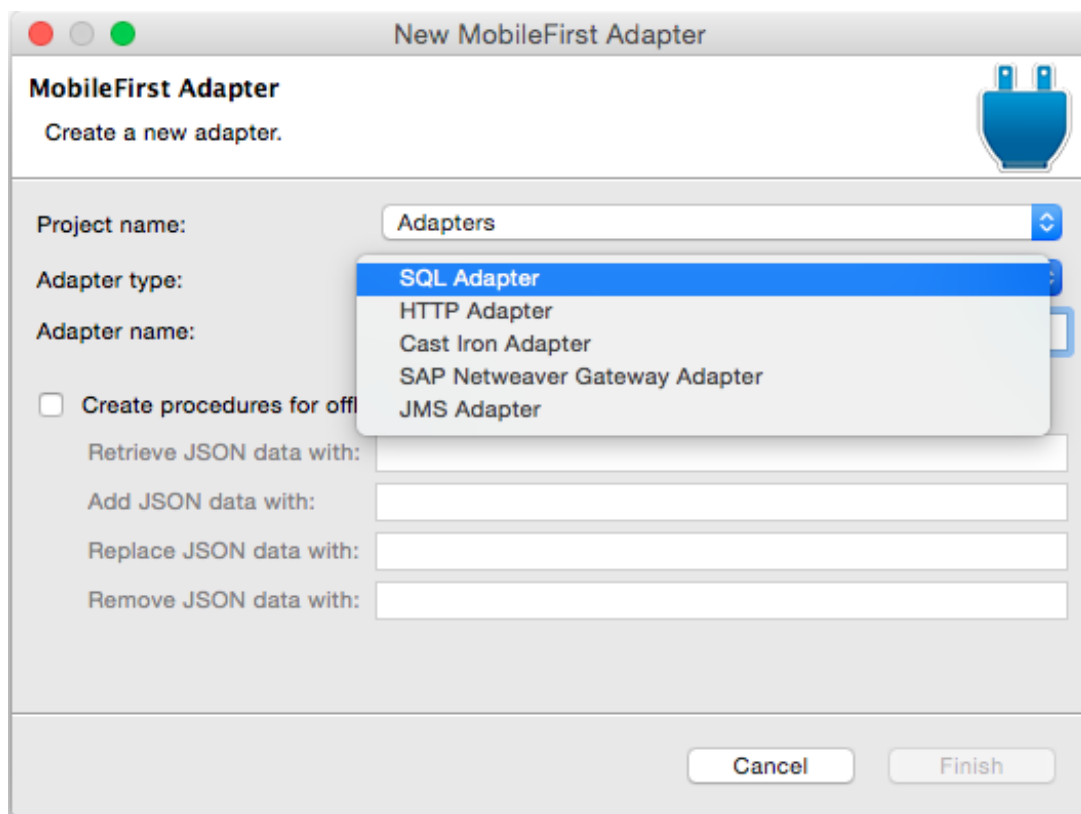 New MobileFirst Adapter
MobileFirst Adapter
Create a new adapter.
Project name:
Adapters
Adapter type:
SQL Adapter
HTTP Adapter
Cast Iron Adapter
SAP Netweaver Gateway Adapter
JMS Adapter
Adapter name:
Create procedures for offl
Retrieve JSON data with:
Add JSON data with:
Replace JSON data with:
Remove JSON data with:
Cancel
Finish